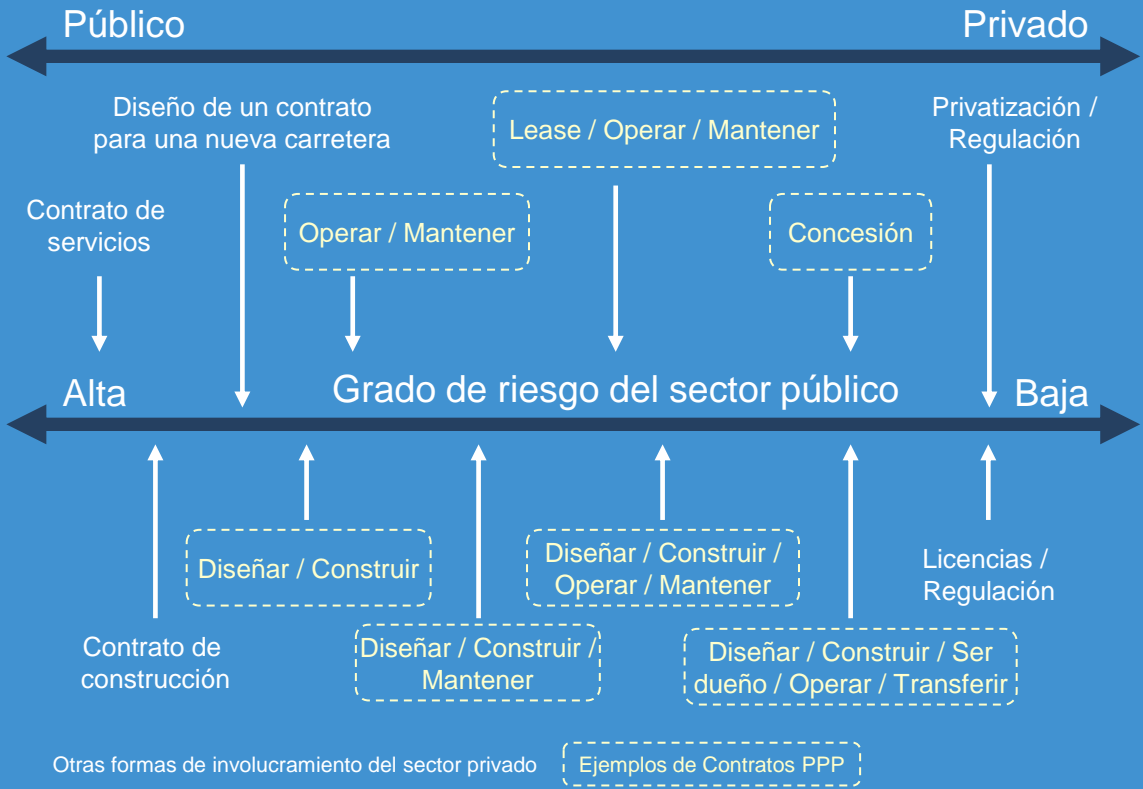 Público
Privado
Diseño de un contrato
para una nueva carretera
Lease / Operar / Mantener
Privatización /
Regulación
Contrato de
servicios
Operar / Mantener
Concesión
Alta
Grado de riesgo del sector público
Baja
Diseñar / Construir
Diseñar / Construir /
Operar / Mantener
Licencias /
Regulación
Contrato de
construcción
Diseñar / Construir /
Mantener
Diseñar / Construir / Ser
dueño / Operar / Transferir
Otras formas de involucramiento del sector privado
Ejemplos de Contratos PPP